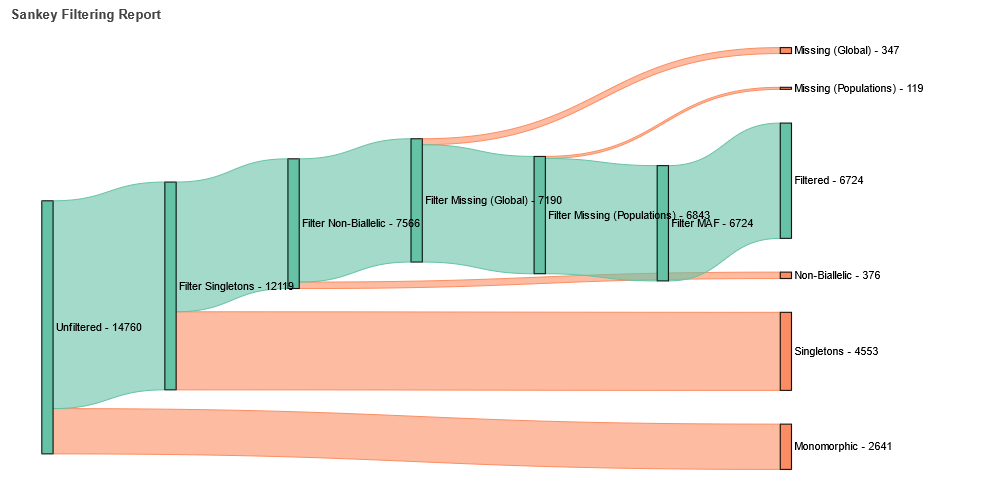 Sankey Filtering Report
Missing (Global) - 347
Missing (Populations) - 119
Filtered - 6724
Filter Missing (Global) - 7190
Filter Missing (Populations) - 6843
Filter MAF - 6724
Filter Non-Biallelic - 7566
Non-Biallelic - 376
Filter Singletons - 12119
Unfiltered - 14760
Singletons - 4553
Monomorphic - 2641